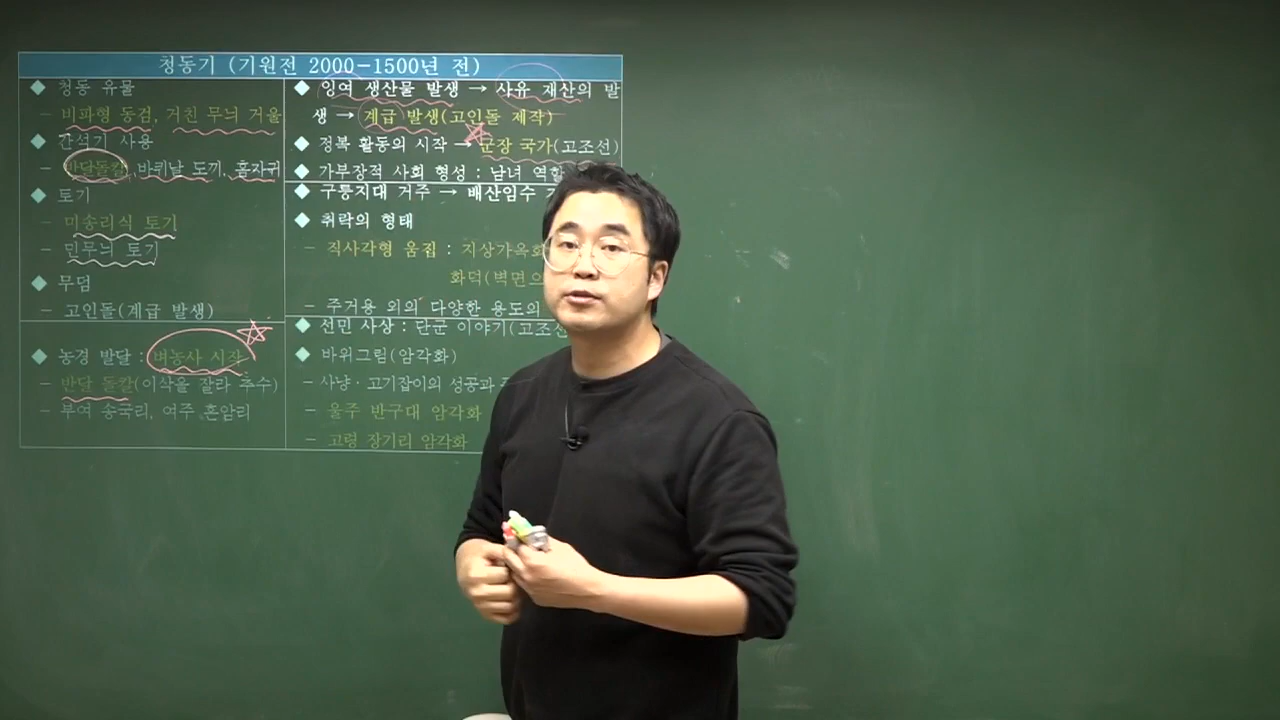 청동기 (기원전 2000-1500년 전)
◆ 청동 유물
- 비파형 동검, 거친 무늬 거울
◆ 간석기 사용
- 반달돌칼, 바퀴날 도끼, 홈자귀
◆ 토기
- 미송리식 토기
- 민무늬 토기
◆ 무덤
- 고인돌(계급 발생)
◆ 농경 발달 : 벼농사 시작
- 반달 돌칼(이삭을 잘라 추수)
- 부여 송국리, 여주 흔암리
◆ 잉여 생산물 발생 → 사유 재산의 발
생 → 계급 발생(고인돌 제작)
◆ 정복 활동의 시작 → 군장 국가(고조선)
◆ 가부장적 사회 형성 : 남녀 역할
◆ 구릉지대 거주 → 배산임수
◆ 취락의 형태
- 직사각형 움집 : 지상가옥화
화덕(벽면으
- 주거용 외의 다양한 용도의
◆ 선민 사상 : 단군 이야기(고조선
◆ 바위그림(암각화)
- 사냥·고기잡이의 성공과
- 울주 반구대 암각화
- 고령 장기리 암각화